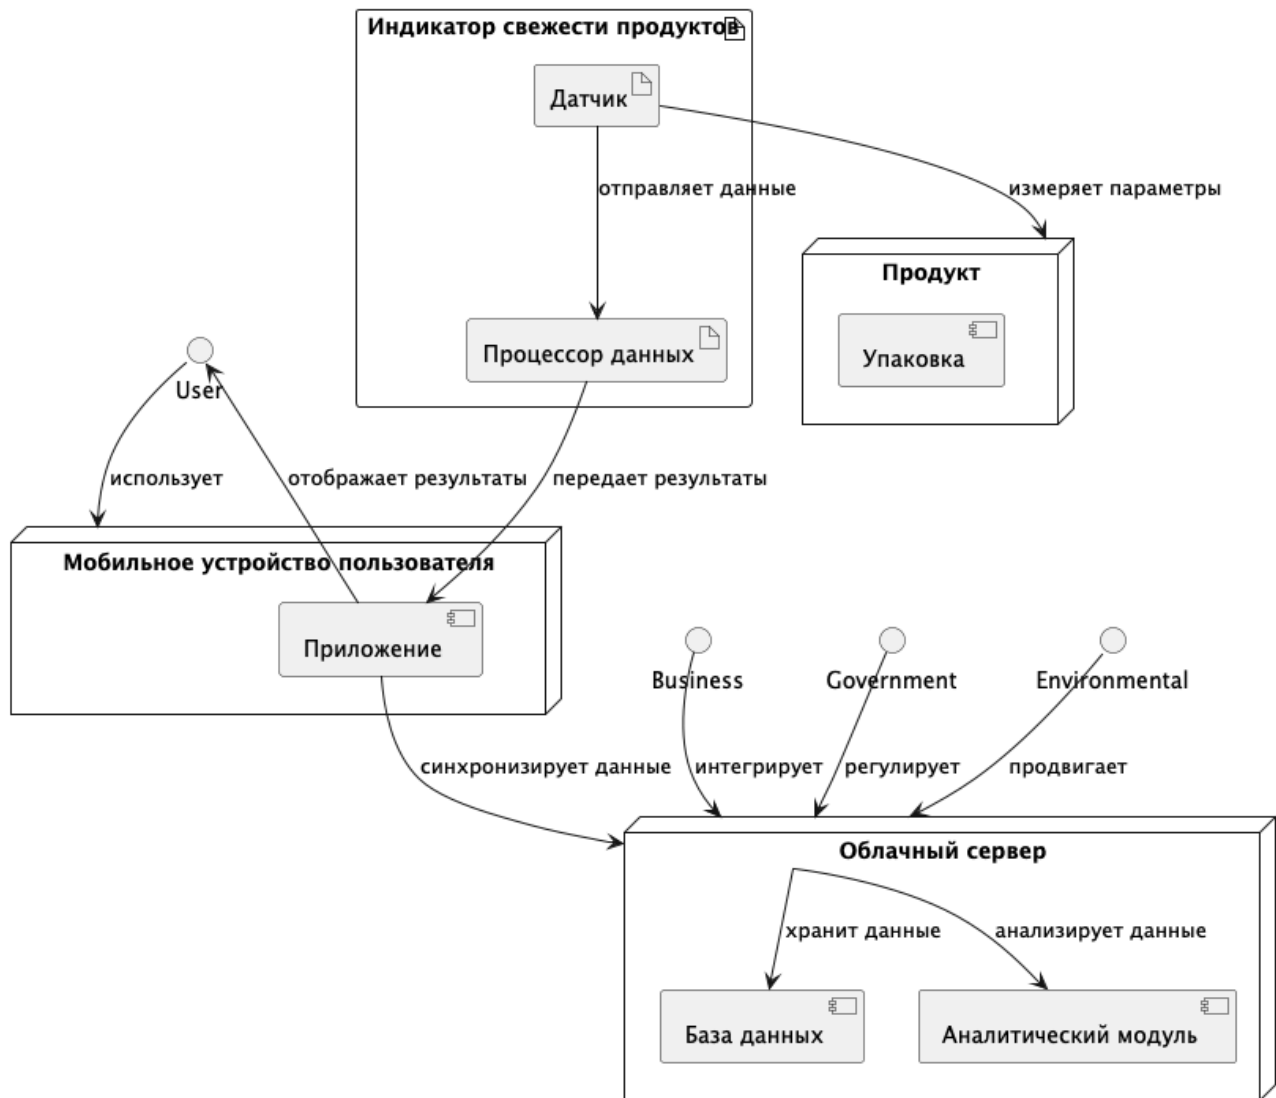 Индикатор свежести продуктов
Датчик
отправляет данные
измеряет параметры
Продукт
Упаковка
Процессор данных
User
использует
отображает результаты
передает результаты
Мобильное устройство пользователя
Приложение
Business
Government
Environmental
синхронизирует данные
интегрирует
регулирует
продвигает
Облачный сервер
хранит данные
анализирует данные
База данных
Аналитический модуль